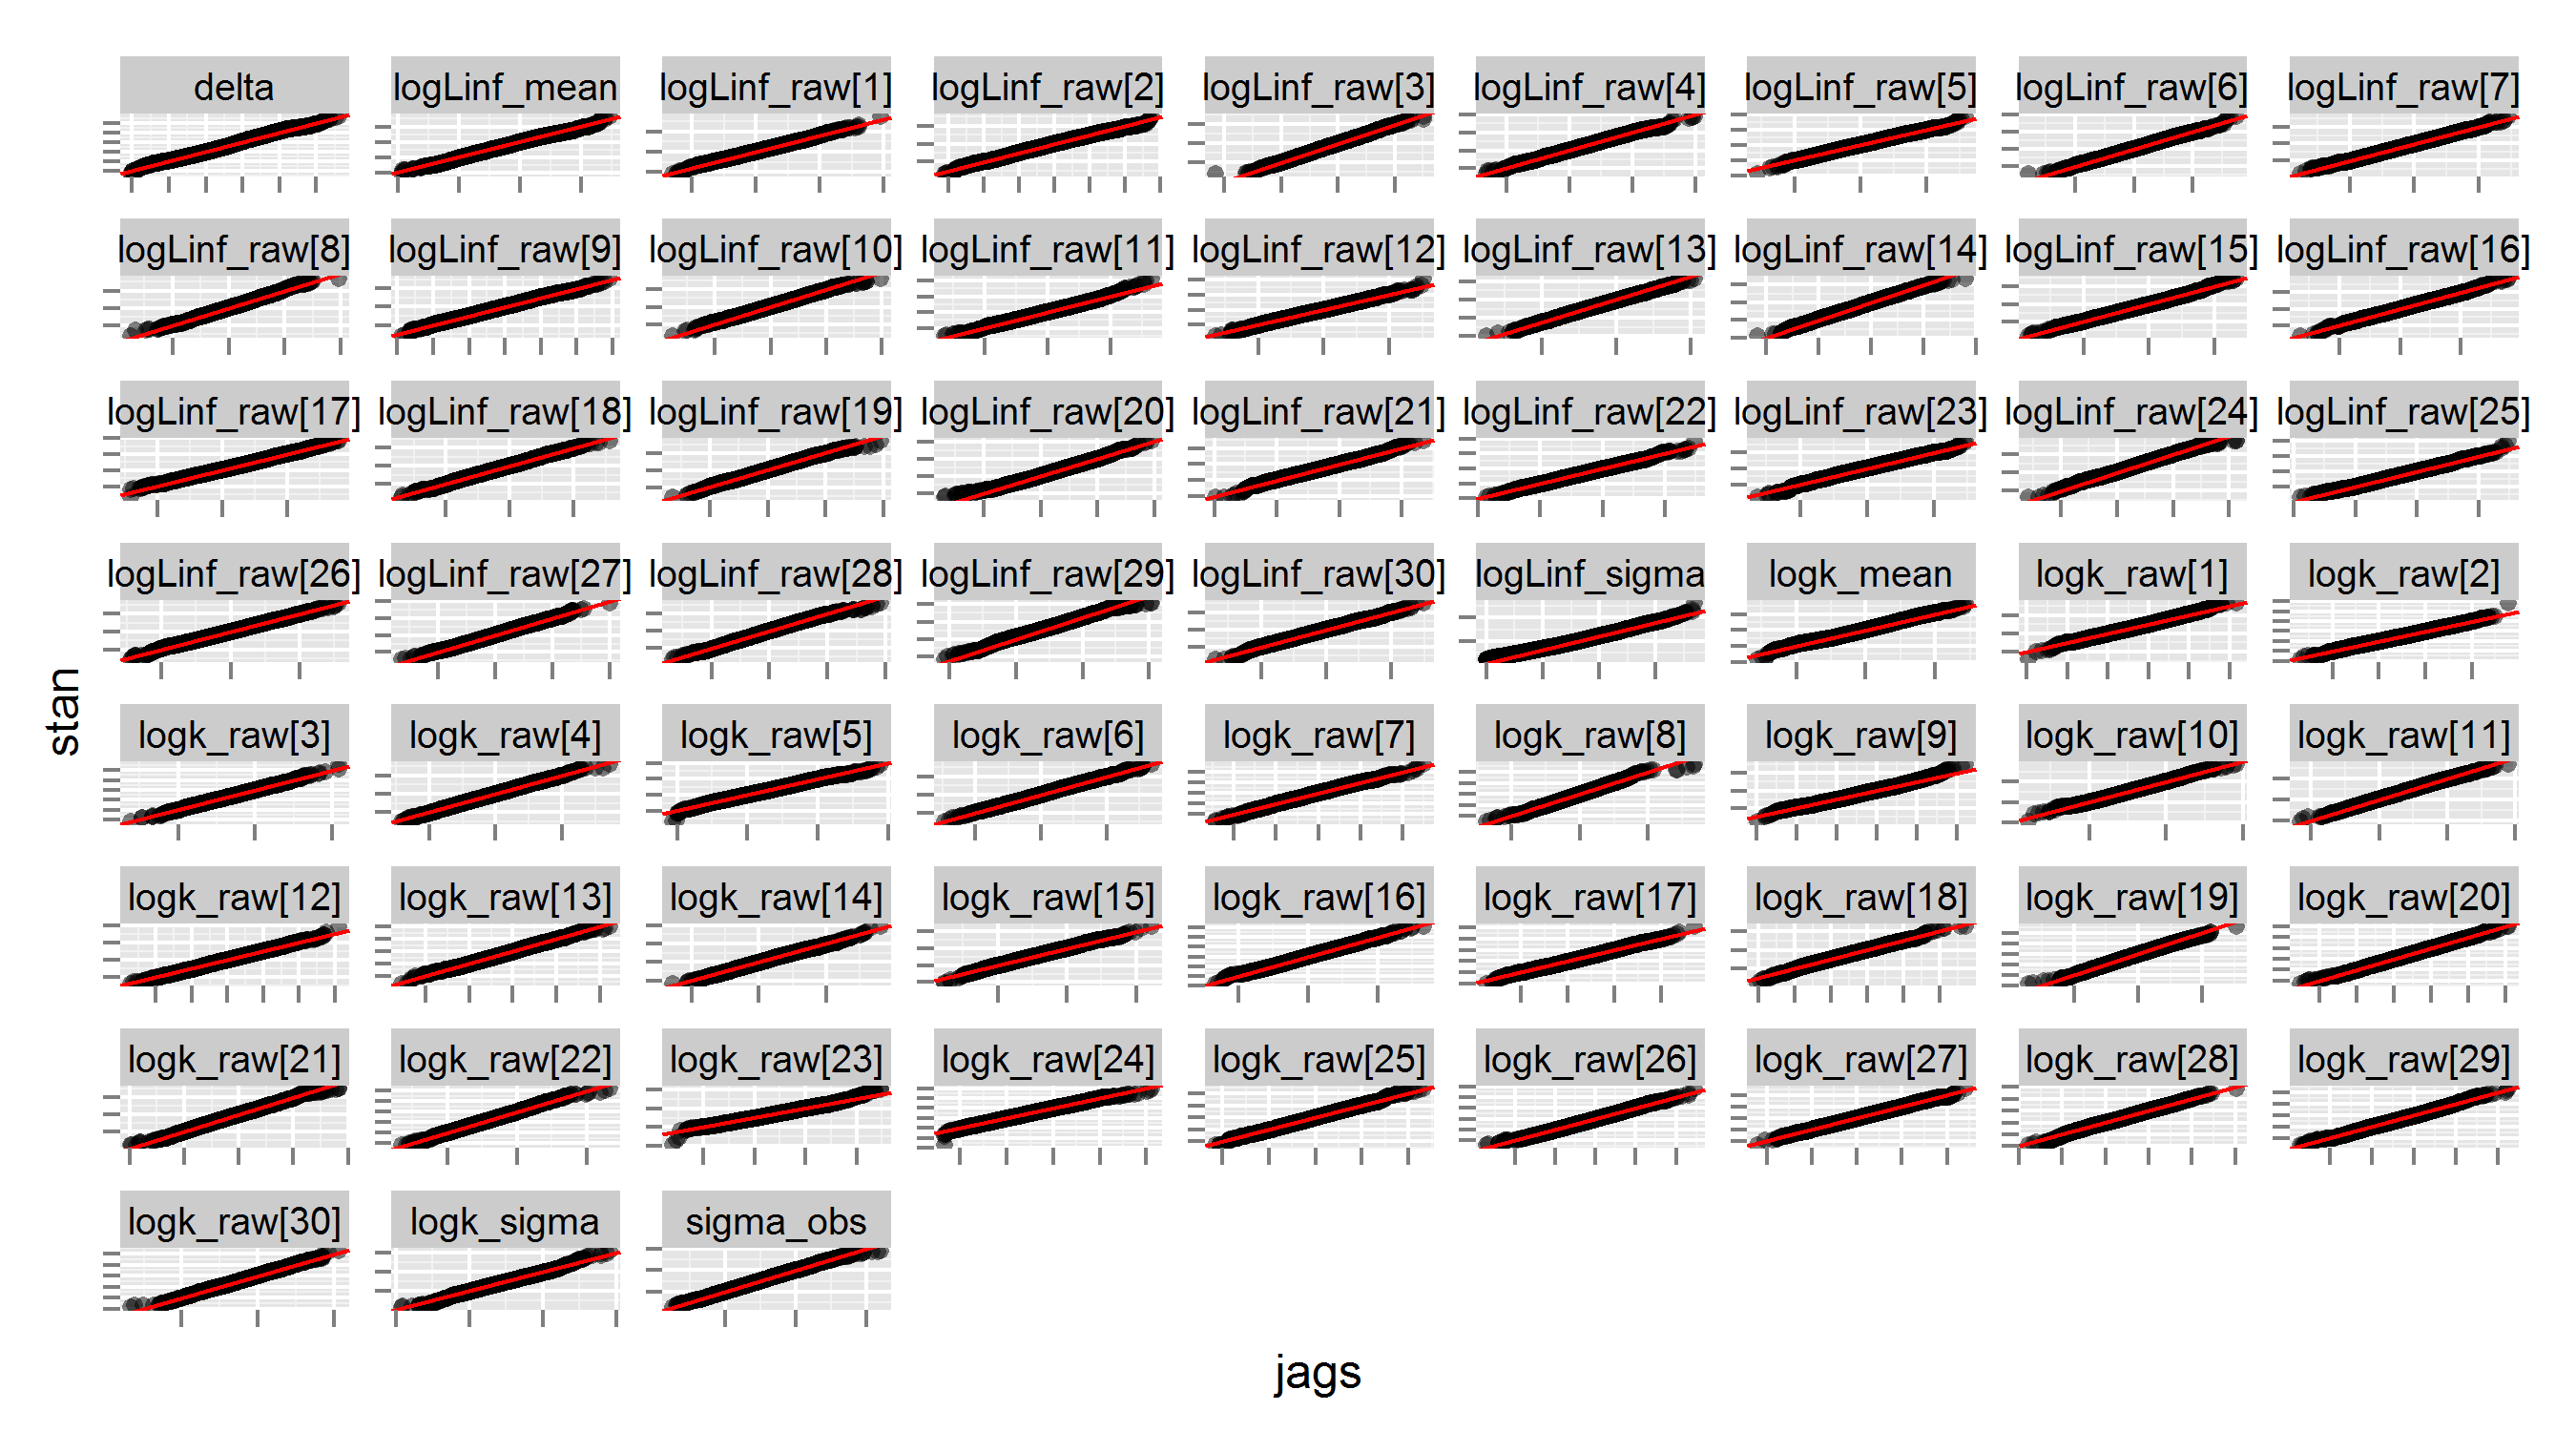 delta logLinf_mean logLinf_raw[1] logLinf_raw[2] logLinf_raw[3] logLinf_raw[4] logLinf_raw[5] logLinf_raw[6] logLinf_raw[7]
logLinf_raw[8] logLinf_raw[9] logLinf_raw[10] logLinf_raw[11] logLinf_raw[12] logLinf_raw[13] logLinf_raw[14] logLinf_raw[15] logLinf_raw[16]
logLinf_raw[17] logLinf_raw[18] logLinf_raw[19] logLinf_raw[20] logLinf_raw[21] logLinf_raw[22] logLinf_raw[23] logLinf_raw[24] logLinf_raw[25]
logLinf_raw[26] logLinf_raw[27] logLinf_raw[28] logLinf_raw[29] logLinf_raw[30] logLinf_sigma logk_mean logk_raw[1] logk_raw[2]
stan
logk_raw[3] logk_raw[4] logk_raw[5] logk_raw[6] logk_raw[7] logk_raw[8] logk_raw[9] logk_raw[10] logk_raw[11]
logk_raw[12] logk_raw[13] logk_raw[14] logk_raw[15] logk_raw[16] logk_raw[17] logk_raw[18] logk_raw[19] logk_raw[20]
logk_raw[21] logk_raw[22] logk_raw[23] logk_raw[24] logk_raw[25] logk_raw[26] logk_raw[27] logk_raw[28] logk_raw[29]
logk_raw[30] logk_sigma sigma_obs
jags